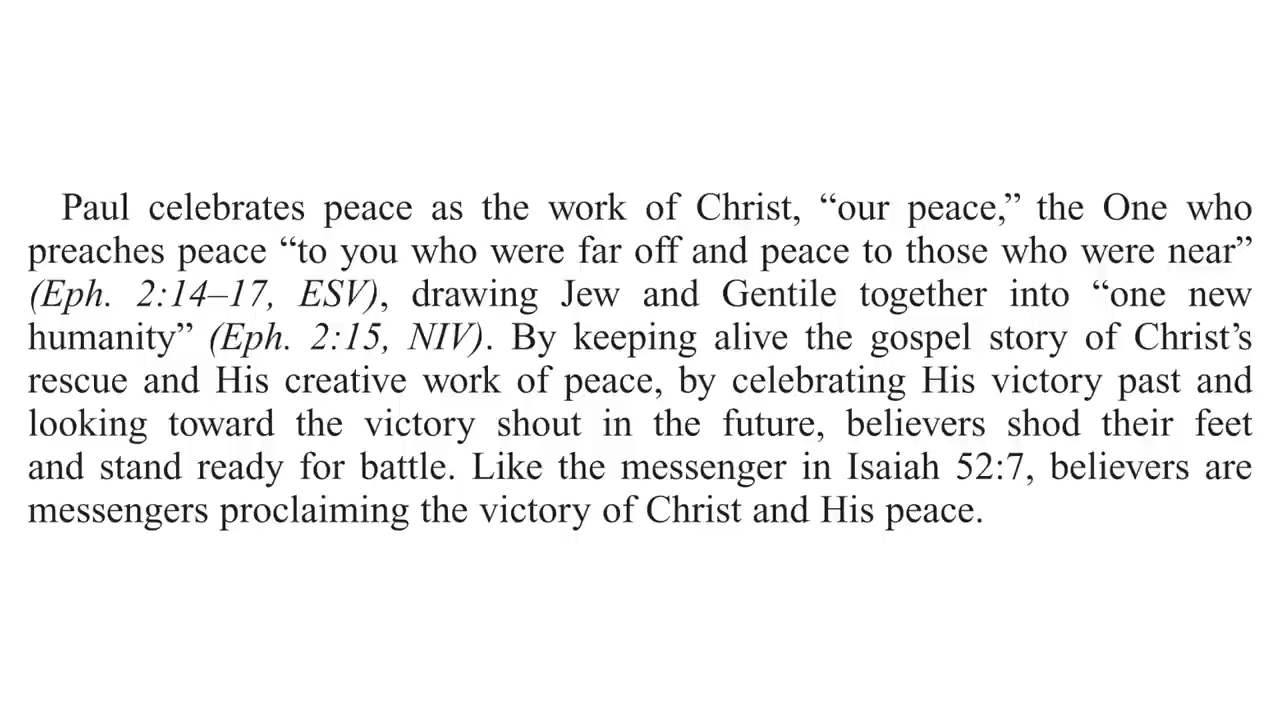 Paul celebrates peace as the work of Christ, “our peace,” the One who
preaches peace “to you who were far off and peace to those who were near”
(Eph. 2:14–17, ESV), drawing Jew and Gentile together into “one new
humanity” (Eph. 2:15, NIV). By keeping alive the gospel story of Christ’s
rescue and His creative work of peace, by celebrating His victory past and
looking toward the victory shout in the future, believers shod their feet
and stand ready for battle. Like the messenger in Isaiah 52:7, believers are
messengers proclaiming the victory of Christ and His peace.